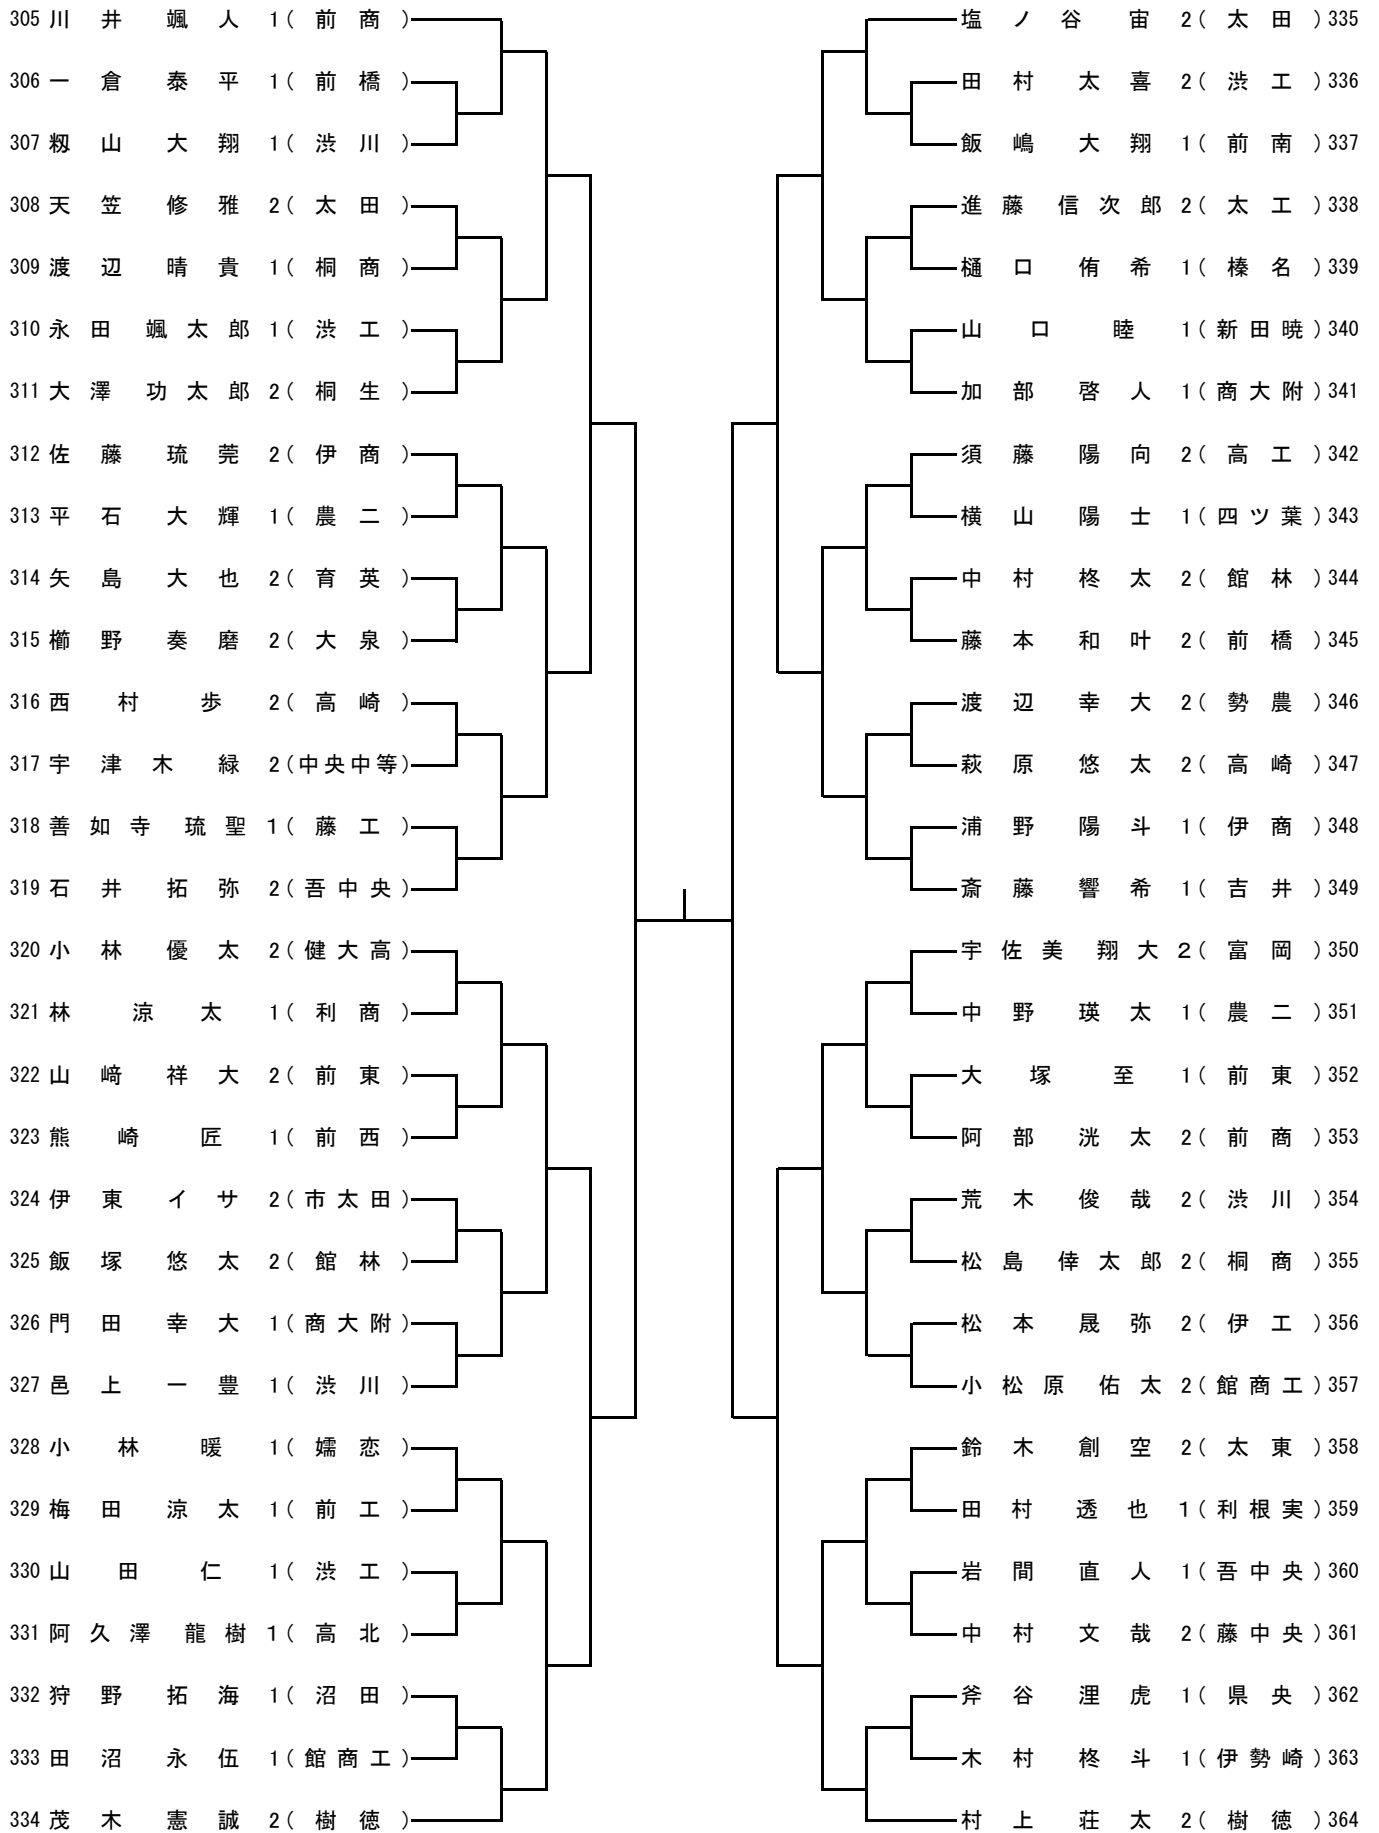 305 川井 颯人 1(前商)
306 一倉 泰平 1(前橋)
307 籾山 大翔 1(渋川)
308 天笠 修雅 2(太田)
309 渡辺 晴貴 1(桐商)
310 永田 颯太郎 1(渋工)
311 大澤 功太郎 2(桐生)
312 佐藤 琉莞 2(伊商)
313 平石 大輝 1(農二)
314 矢島 大也 2(育英)
315 櫛野 奏磨 2(大泉)
316 西村 歩 2(高崎)
317 宇津木 緑 2(中央中等)
318 善如寺 琉聖 1(藤工)
319 石井 拓弥 2(吾中央)
320 小林 優太 2(健大高)
321 林 涼太 1(利商)
322 山﨑 祥大 2(前東)
323 熊崎 匠 1(前西)
324 伊東 イサ 2(市太田)
325 飯塚 悠太 2(館林)
326 門田 幸大 1(商大附)
327 邑上 一豊 1(渋川)
328 小林 暖 1(嬬恋)
329 梅田 涼太 1(前工)
330 山田 仁 1(渋工)
331 阿久澤 龍樹 1(高北)
332 狩野 拓海 1(沼田)
333 田沼 永伍 1(館商工)
334 茂木 憲誠 2(樹徳)
塩ノ谷 宙 2(太田)335
田村 太喜 2(渋工)336
飯嶋 大翔 1(前南)337
進藤 信次郎 2(太工)338
樋口 侑希 1(榛名)339
山口 睦 1(新田暁)340
加部 啓人 1(商大附)341
須藤 陽向 2(高工)342
横山 陽士 1(四ツ葉)343
中村 柊太 2(館林)344
藤本 和叶 2(前橋)345
渡辺 幸大 2(勢農)346
萩原 悠太 2(高崎)347
浦野 陽斗 1(伊商)348
斎藤 響希 1(吉井)349
宇佐美 翔大 2(富岡)350
中野 瑛太 1(農二)351
大塚 至 1(前東)352
阿部 洸太 2(前商)353
荒木 俊哉 2(渋川)354
松島 倖太郎 2(桐商)355
松本 晟弥 2(伊工)356
小松原 佑太 2(館商工)357
鈴木 創空 2(太東)358
田村 透也 1(利根実)359
岩間 直人 1(吾中央)360
中村 文哉 2(藤中央)361
斧谷 浬虎 1(県央)362
木村 柊斗 1(伊勢崎)363
村上 荘太 2(樹徳)364